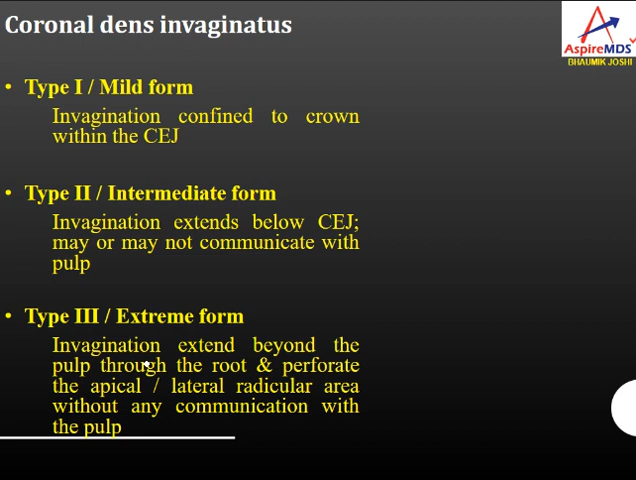 Coronal dens invaginatus
AspireMDS
BHAUMIK JOSHI
• Type I / Mild form
Invagination confined to crown
within the CEJ
• Type II / Intermediate form
Invagination extends below CEJ;
may or may not communicate with
pulp
• Type III / Extreme form
Invagination extend beyond the
pulp through the root & perforate
the apical / lateral radicular area
without any communication with
the pulp